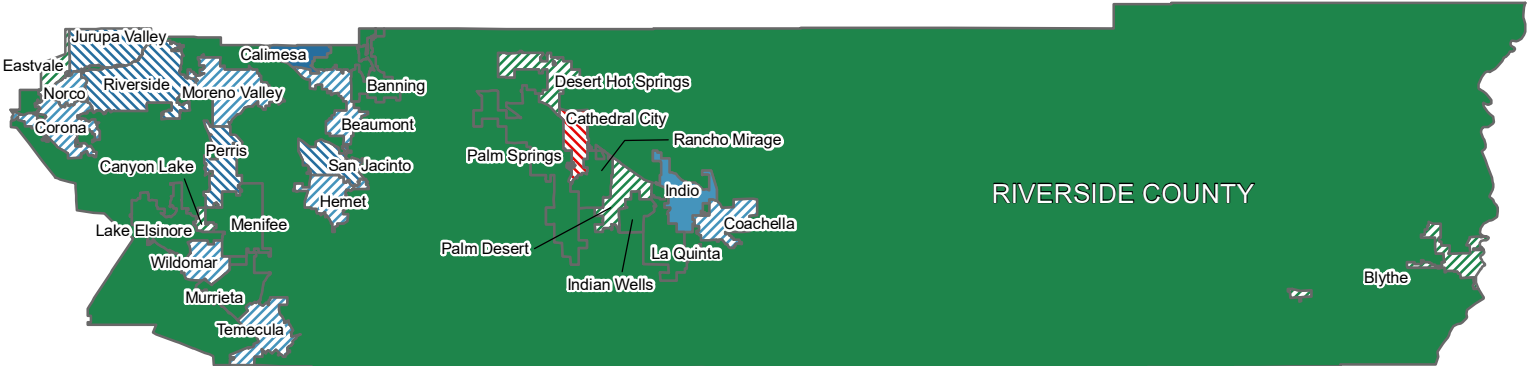 Jurupa Valley
Eastvale
Calimesa
Riverside
Norco
Moreno Valley
Banning
Desert Hot Springs
Corona
Beaumont
Cathedral City
Rancho Mirage
Perris
Palm Springs
Canyon Lake
San Jacinto
Indio
RIVERSIDE COUNTY
Hemet
Lake Elsinore
Menifee
Coachella
Palm Desert
La Quinta
Wildomar
Indian Wells
Blythe
Murrieta
Temecula